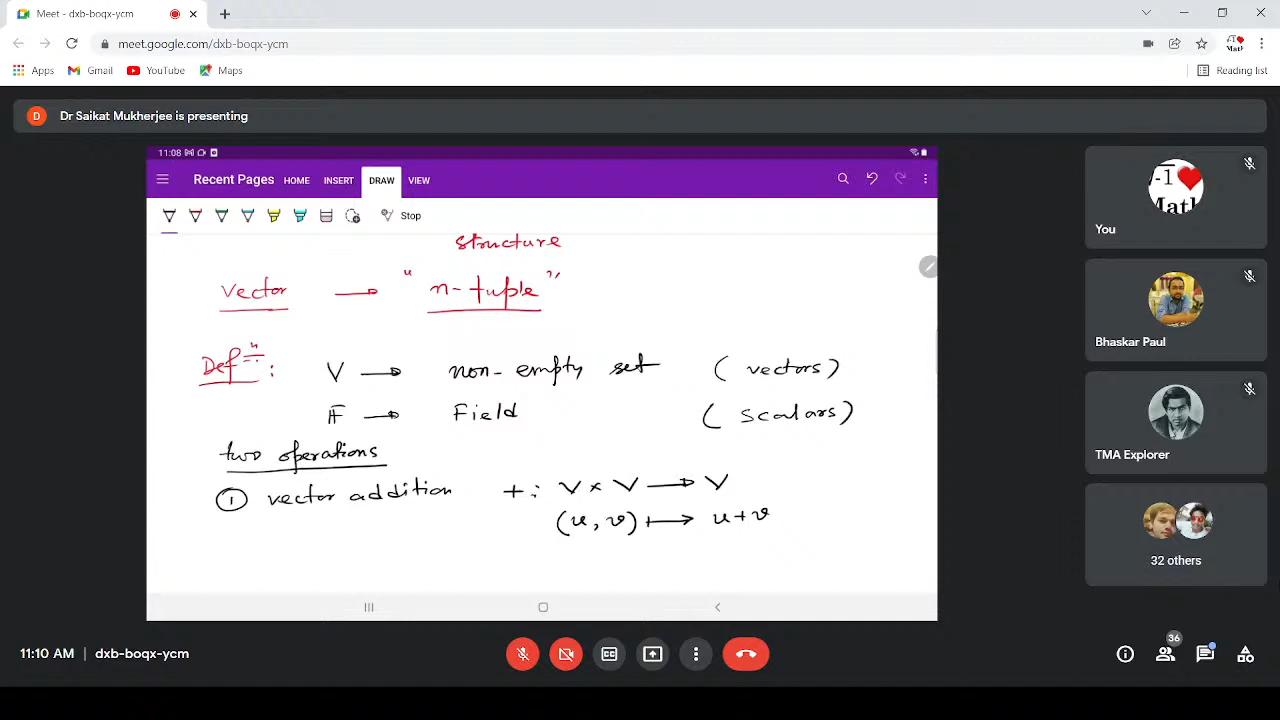 Meet - dxb-boqx-ycm
meet.google.com/dxb-boqx-ycm
Math
Apps Gmail YouTube Maps Reading list
D Dr Saikat Mukherjee is presenting
11:08
Recent Pages HOME INSERT DRAW VIEW
Stop
structure
vector → "n-tuple"
Defⁿ: V → non-empty set (vectors)
𝔽 → Field (scalars)
two operations
① vector addition +: V × V → V
(u, v) ↦ u+v
√-1
Math
You
Bhaskar Paul
TMA Explorer
32 others
11:10 AM | dxb-boqx-ycm
36